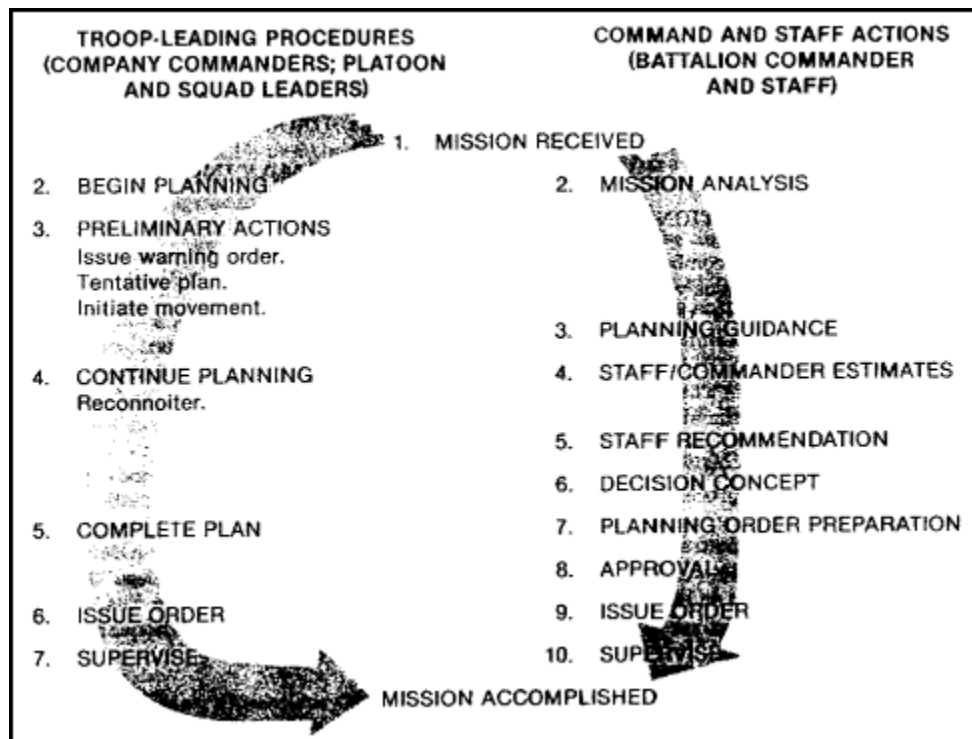 TROOP-LEADING PROCEDURES
(COMPANY COMMANDERS; PLATOON
AND SQUAD LEADERS)
COMMAND AND STAFF ACTIONS
(BATTALION COMMANDER
AND STAFF)
1. MISSION RECEIVED
2. BEGIN PLANNING
3. PRELIMINARY ACTIONS
Issue warning order.
Tentative plan.
Initiate movement.
4. CONTINUE PLANNING
Reconnoiter.
5. COMPLETE PLAN
6. ISSUE ORDER
7. SUPERVISE
2. MISSION ANALYSIS
3. PLANNING GUIDANCE
4. STAFF/COMMANDER ESTIMATES
5. STAFF RECOMMENDATION
6. DECISION CONCEPT
7. PLANNING ORDER PREPARATION
8. APPROVAL
9. ISSUE ORDER
10. SUPERVISE
MISSION ACCOMPLISHED